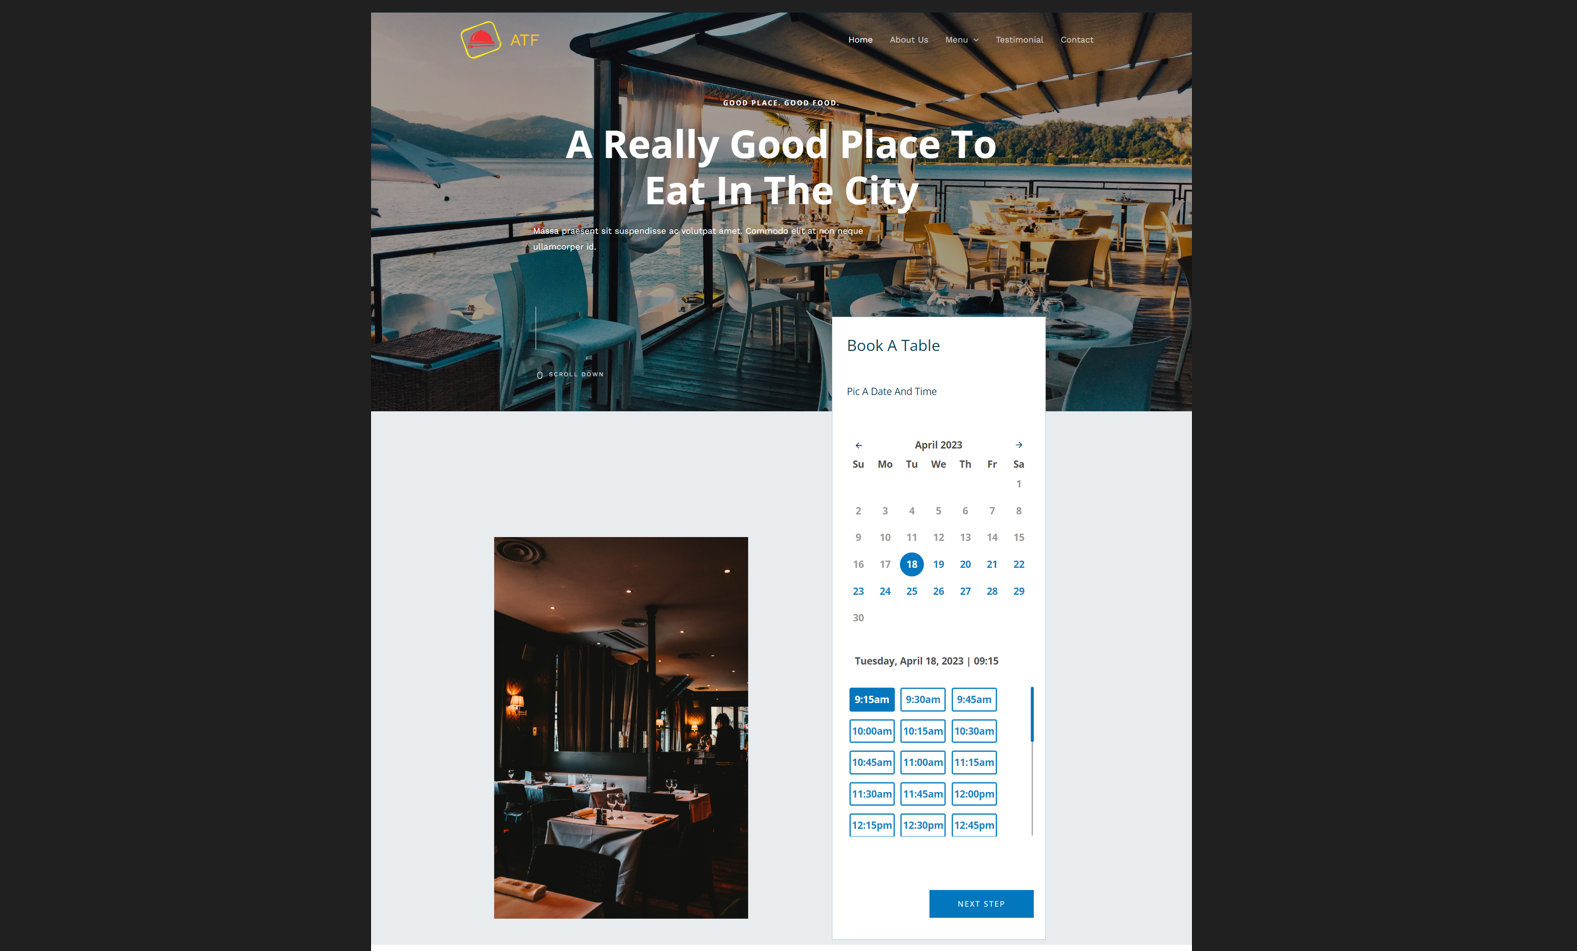 ATF
Home About Us Menu Testimonial Contact
GOOD PLACE. GOOD FOOD.
A Really Good Place To
Eat In The City
Massa praesent sit suspendisse ac volutpat amet. Commodo elit at non neque
ullamcorper id.
SCROLL DOWN
Book A Table
Pic A Date And Time
April 2023
Su Mo Tu We Th Fr Sa
1
2 3 4 5 6 7 8
9 10 11 12 13 14 15
16 17 18 19 20 21 22
23 24 25 26 27 28 29
30
Tuesday, April 18, 2023 | 09:15
9:15am 9:30am 9:45am
10:00am 10:15am 10:30am
10:45am 11:00am 11:15am
11:30am 11:45am 12:00pm
12:15pm 12:30pm 12:45pm
NEXT STEP